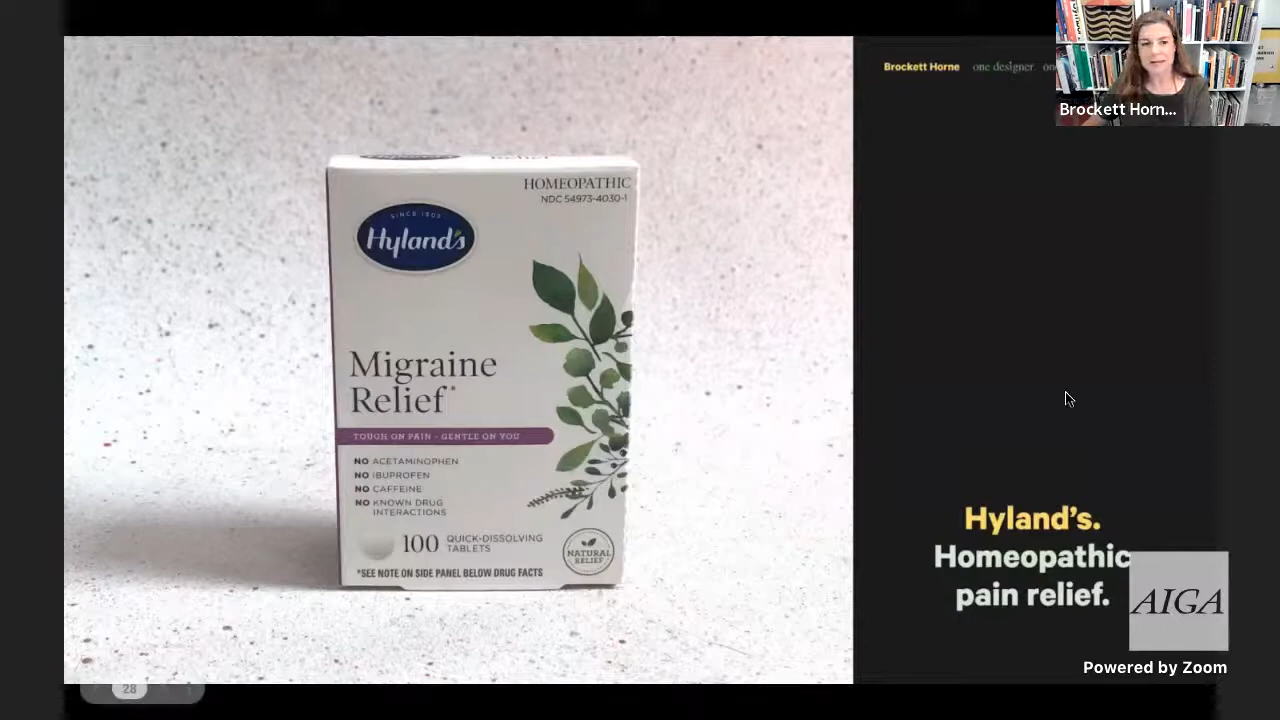 Brockett Horne one designer
Brockett Horn...
Relief
HOMEOPATHIC
NDC 54973-4030-1
SINCE 1903
Hyland's
Migraine
Relief*
TOUGH ON PAIN - GENTLE ON YOU
NO ACETAMINOPHEN
NO IBUPROFEN
NO CAFFEINE
NO KNOWN DRUG
INTERACTIONS
100 QUICK-DISSOLVING
TABLETS
NATURAL
RELIEF
*SEE NOTE ON SIDE PANEL BELOW DRUG FACTS
Hyland's.
Homeopathic
pain relief.
AIGA
Powered by Zoom
28